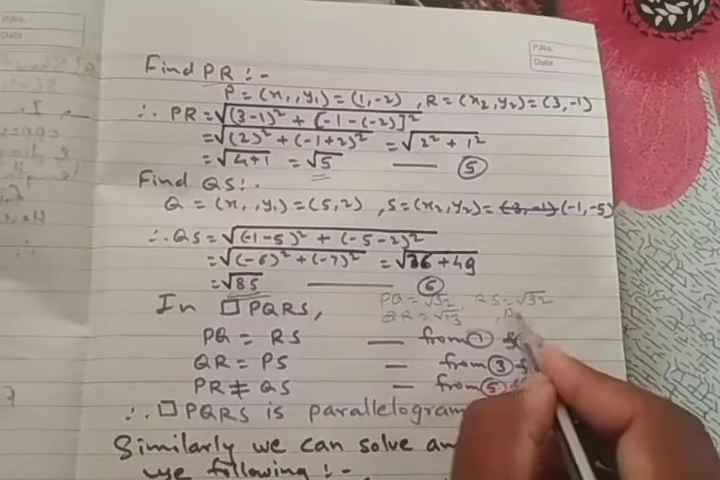 P.No.
Date
P.No.
Date
Find PR :-
P = (x₁, y₁) = (1, -2) , R = (x₂, y₂) = (3, -1)
∴ PR = √(3-1)² + [-1-(-2)]²
= √(2)² + (-1+2)² = √2² + 1²
= √4+1 = √5 —— ⑤
Find QS :-
Q = (x₁, y₁) = (5, 2) , S = (x₂, y₂) = (-1, -5)
∴ QS = √(-1-5)² + (-5-2)²
= √(-6)² + (-7)² = √36 + 49
= √85 —— ⑥
In □ PQRS,
PQ = √32, RS = √32
QR = √13, P
PQ = RS — from ①
QR = PS — from ③
PR ≠ QS — from ⑤
∴ □ PQRS is parallelogram
Similarly we can solve
following :-